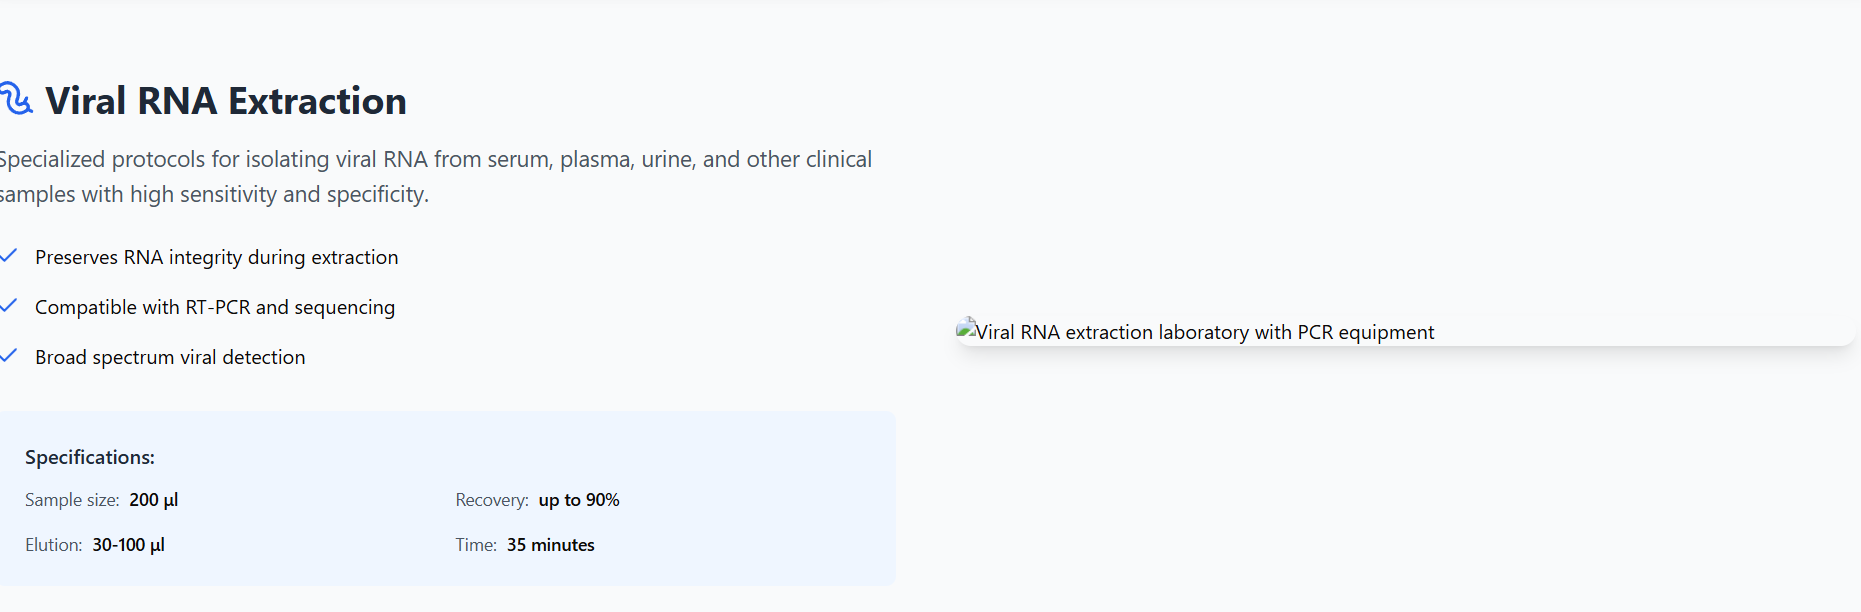 Viral RNA Extraction
Specialized protocols for isolating viral RNA from serum, plasma, urine, and other clinical
samples with high sensitivity and specificity.
Preserves RNA integrity during extraction
Compatible with RT-PCR and sequencing
Broad spectrum viral detection
Viral RNA extraction laboratory with PCR equipment
Specifications:
Sample size: 200 µl
Recovery: up to 90%
Elution: 30-100 µl
Time: 35 minutes